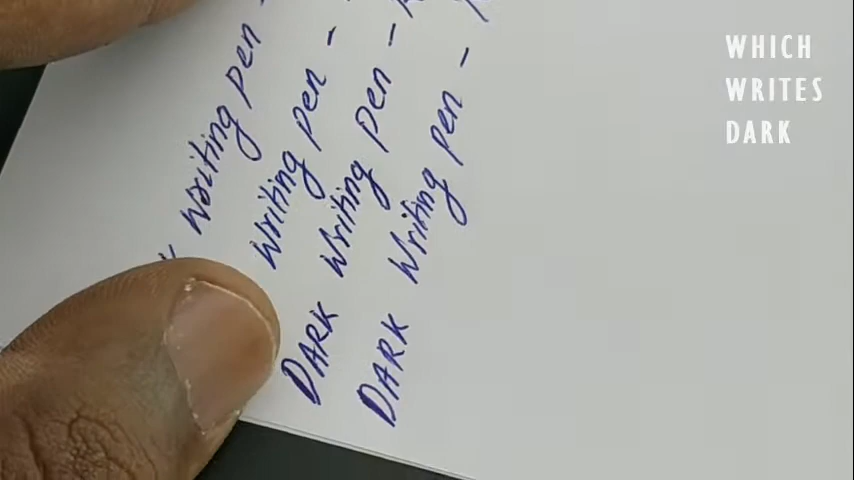 Writing pen -
Writing pen -
DARK Writing pen -
DARK Writing pen -
WHICH
WRITES
DARK